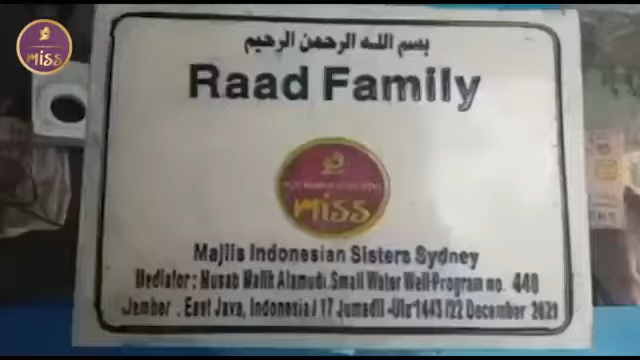 miss
بسم الله الرحمن الرحيم
Raad Family
miss
Majlis Indonesian Sisters Sydney
Mediator : Musab Malik Alamudi. Small Water Well-Program no. 440
Jember . East Java, Indonesia / 17 Jumadil -Ula 1443 / 22 December 2021